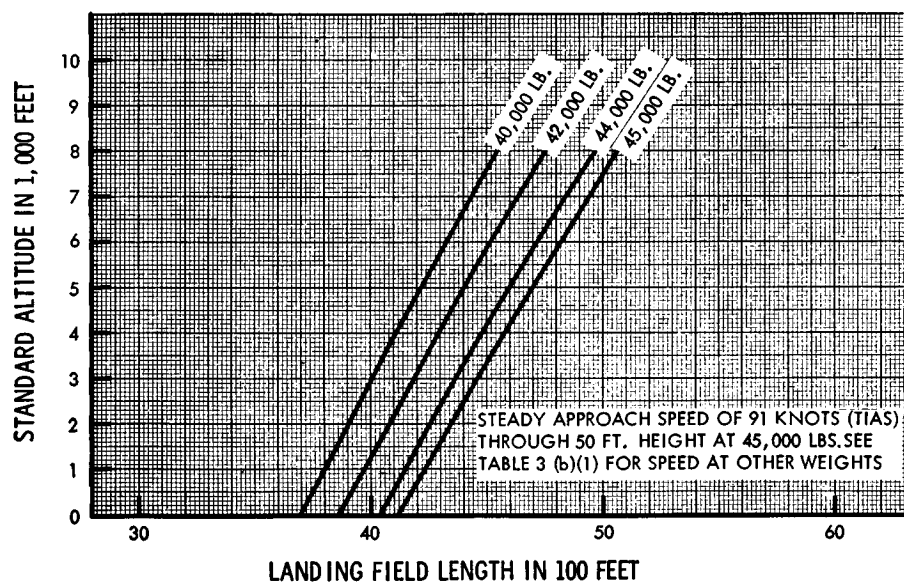 STANDARD ALTITUDE IN 1,000 FEET
10
9
8
7
6
5
4
3
2
1
0
40,000 LB.
42,000 LB.
44,000 LB.
45,000 LB.
STEADY APPROACH SPEED OF 91 KNOTS (TIAS)
THROUGH 50 FT. HEIGHT AT 45,000 LBS.SEE
TABLE 3 (b)(1) FOR SPEED AT OTHER WEIGHTS
30
40
50
60
LANDING FIELD LENGTH IN 100 FEET